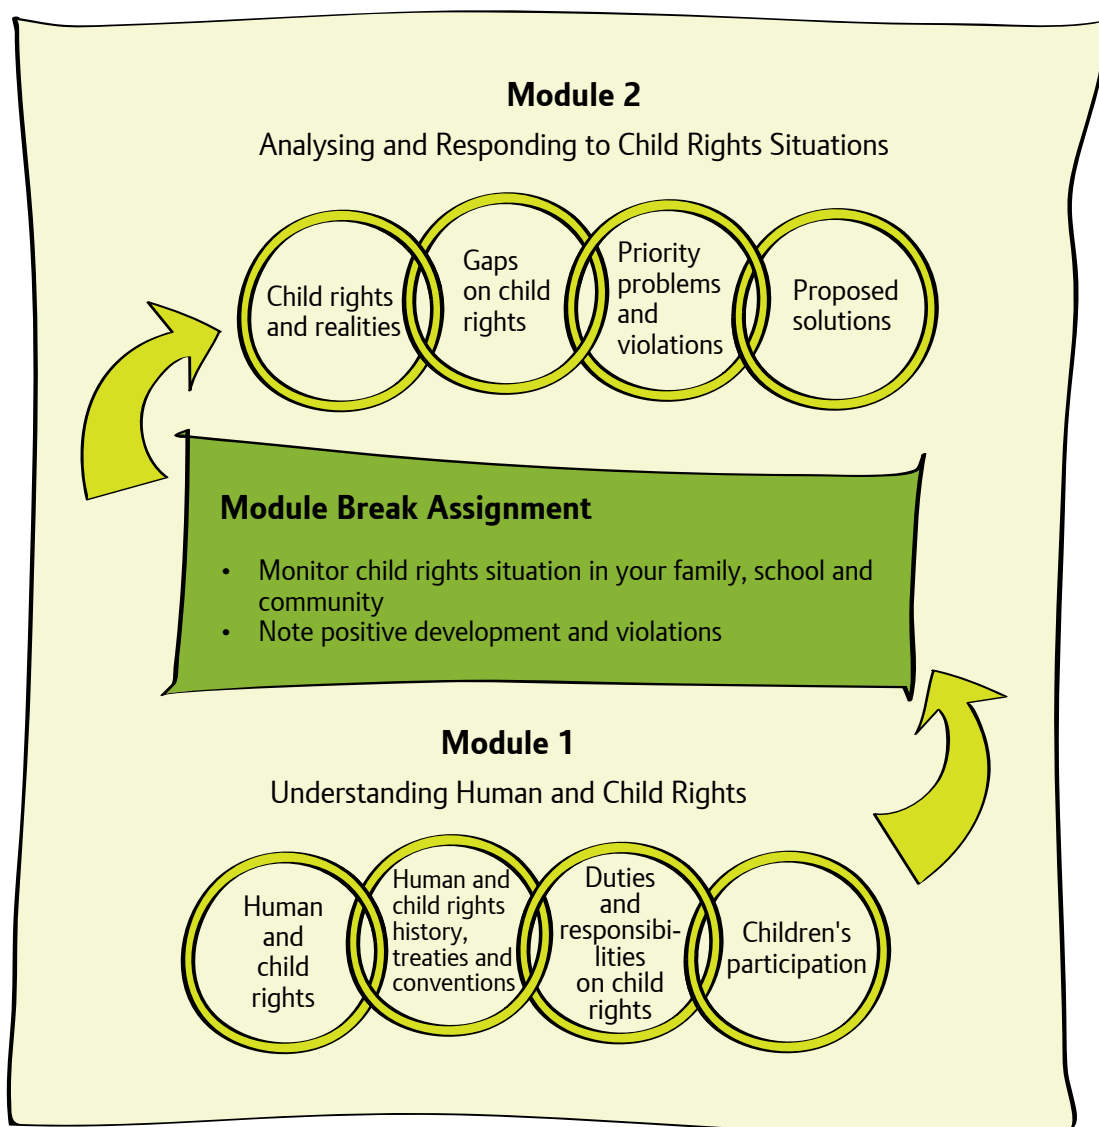 Module 2
Analysing and Responding to Child Rights Situations
Child rights
and realities
Gaps
on child
rights
Priority
problems
and
violations
Proposed
solutions
Module Break Assignment
• Monitor child rights situation in your family, school and
community
• Note positive development and violations
Module 1
Understanding Human and Child Rights
Human
and
child
rights
Human and
child rights
history,
treaties and
conventions
Duties
and
responsibi-
lities
on child
rights
Children's
participation